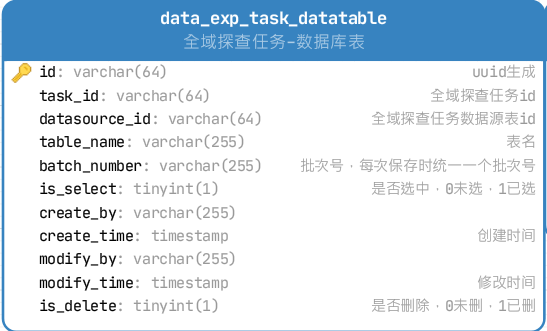 data_exp_task_datatable
全域探查任务-数据库表
id: varchar(64) uuid生成
task_id: varchar(64) 全域探查任务id
datasource_id: varchar(64) 全域探查任务数据源表id
table_name: varchar(255) 表名
batch_number: varchar(255) 批次号·每次保存时统一一个批次号
is_select: tinyint(1) 是否选中·0未选·1已选
create_by: varchar(255)
create_time: timestamp 创建时间
modify_by: varchar(255)
modify_time: timestamp 修改时间
is_delete: tinyint(1) 是否删除·0未删·1已删